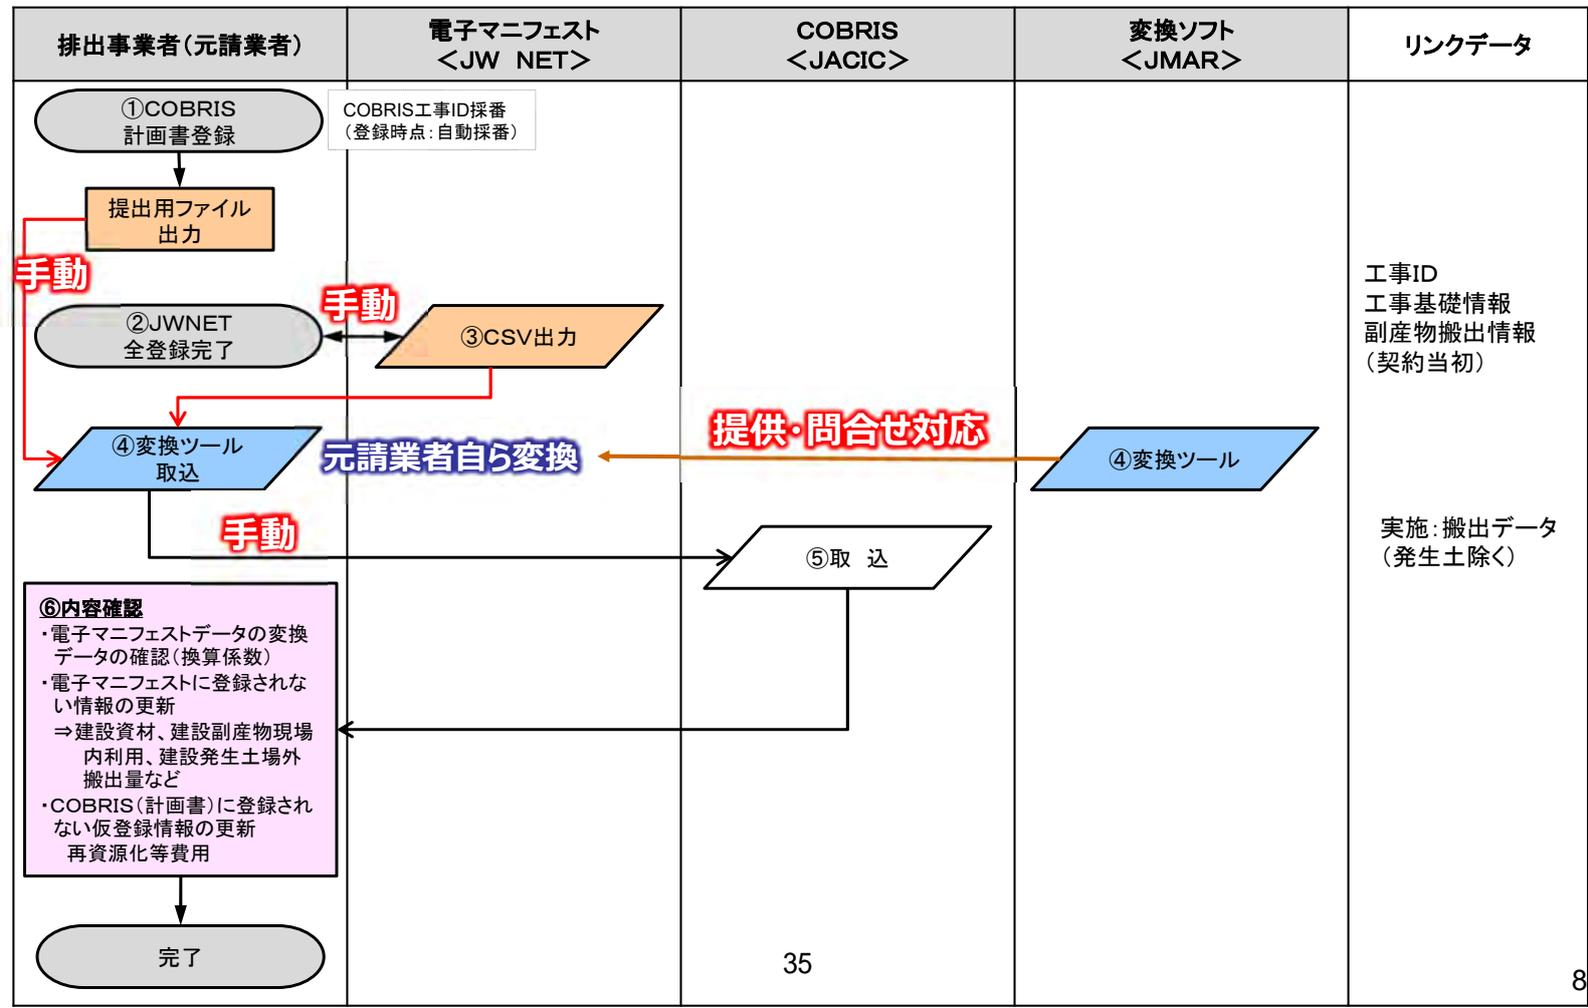 排出事業者（元請業者）
電子マニフェスト
＜JW NET＞
COBRIS
＜JACIC＞
変換ソフト
＜JMAR＞
リンクデータ
①COBRIS
計画書登録
COBRIS工事ID採番
（登録時点：自動採番）
提出用ファイル
出力
手動
手動
②JWNET
全登録完了
③CSV出力
工事ID
工事基礎情報
副産物搬出情報
（契約当初）
④変換ツール
取込
元請業者自ら変換
提供・問合せ対応
④変換ツール
手動
⑤取　込
実施：搬出データ
（発生土除く）
⑥内容確認
・電子マニフェストデータの変換
データの確認（換算係数）
・電子マニフェストに登録されな
い情報の更新
⇒建設資材、建設副産物現場
内利用、建設発生土場外
搬出量など
・COBRIS（計画書）に登録され
ない仮登録情報の更新
再資源化等費用
完了
35
8